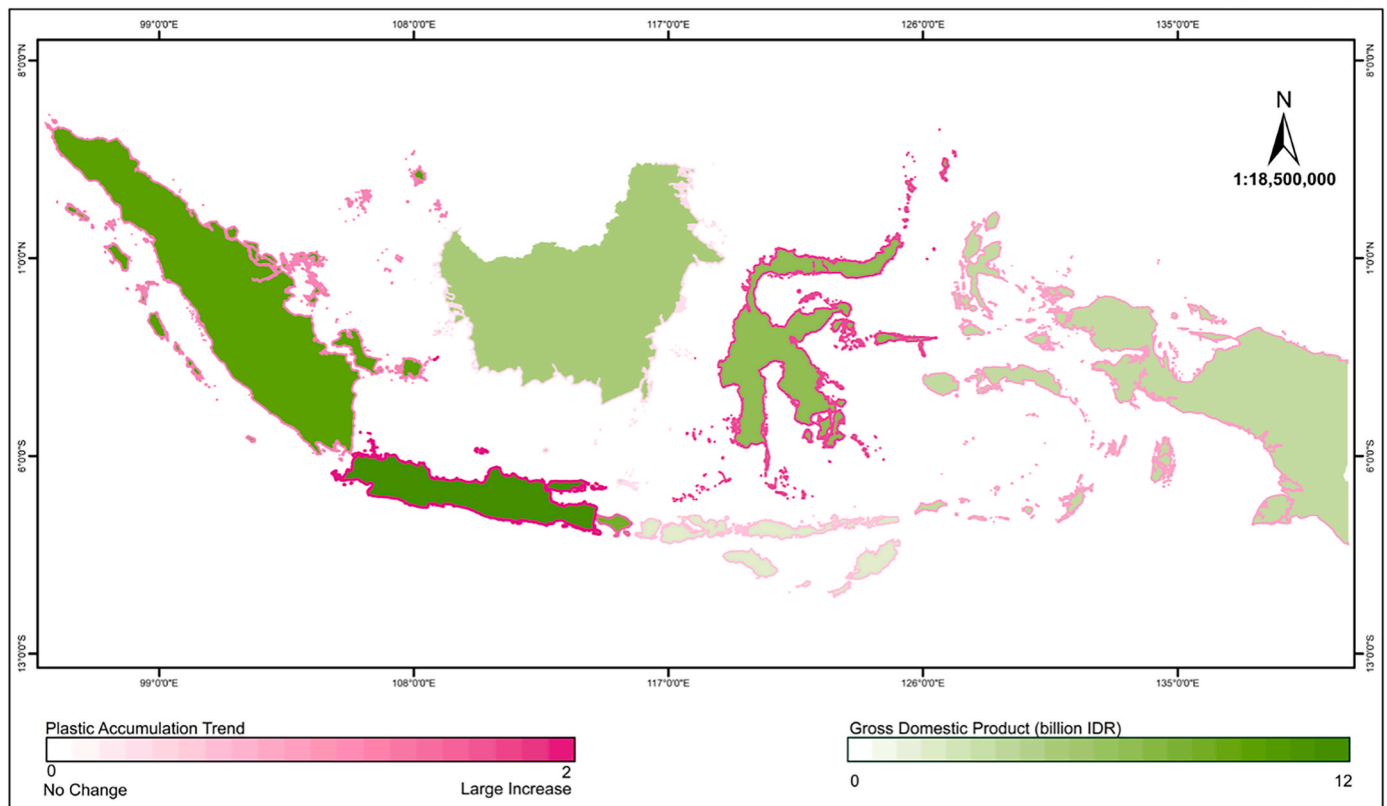 99°0'0"E 108°0'0"E 117°0'0"E 126°0'0"E 135°0'0"E
8°0'0"N 8°0'0"N
N
1:18,500,000
1°0'0"N 1°0'0"N
6°0'0"S 6°0'0"S
13°0'0"S 13°0'0"S
99°0'0"E 108°0'0"E 117°0'0"E 126°0'0"E 135°0'0"E
Plastic Accumulation Trend Gross Domestic Product (billion IDR)
0 2 0 12
No Change Large Increase